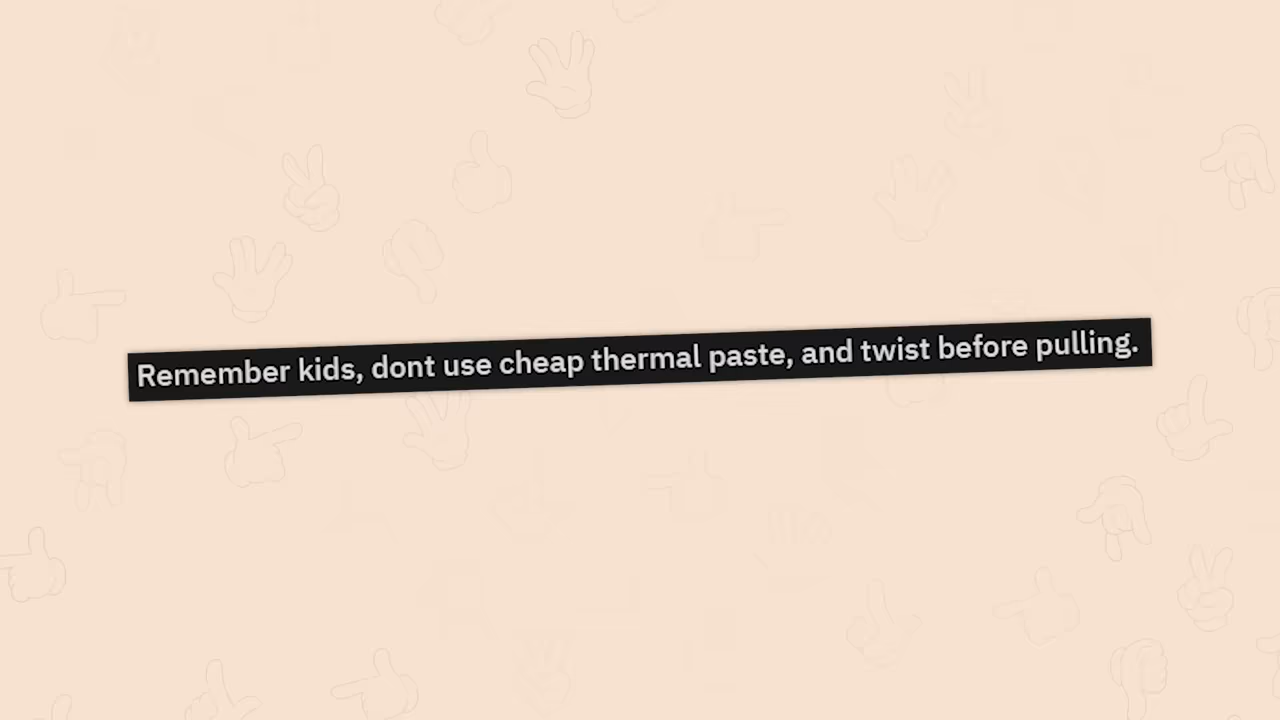 Remember kids, dont use cheap thermal paste, and twist before pulling.